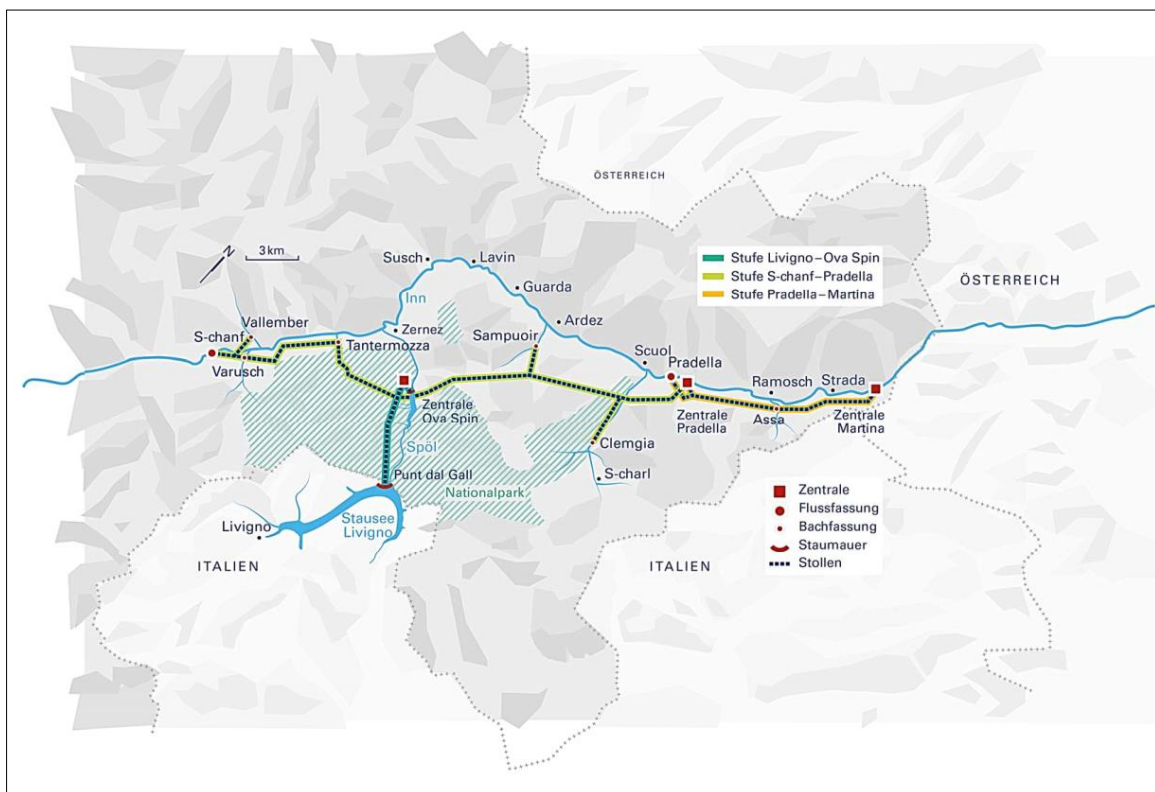 ÖSTERREICH
Stufe Livigno–Ova Spin
Stufe S-chanf–Pradella
Stufe Pradella–Martina
ÖSTERREICH
N
3 km
Susch
Lavin
Inn
Guarda
Vallember
S-chanf
Zernez
Ardez
Sampuoir
Tantermozza
Varusch
Scuol
Pradella
Ramosch
Strada
Zentrale
Ova Spin
Zentrale
Pradella
Assa
Zentrale
Martina
Spöl
Clemgia
Punt dal Gall
S-charl
Nationalpark
Livigno
Stausee
Livigno
ITALIEN
ITALIEN
Zentrale
Flussfassung
Bachfassung
Staumauer
Stollen